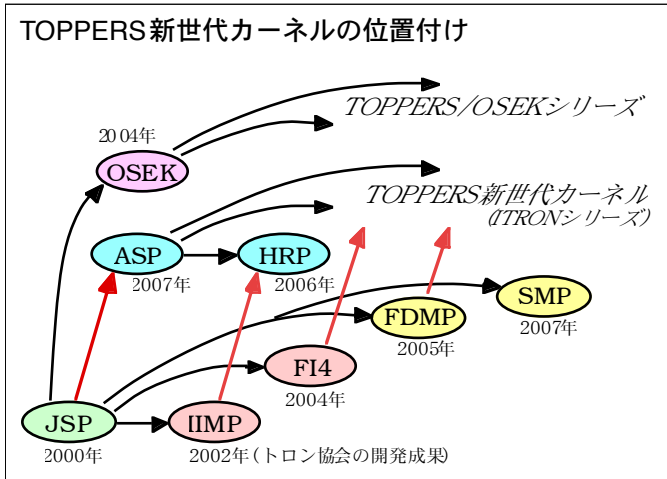 TOPPERS新世代カーネルの位置付け
TOPPERS/OSEKシリーズ
2004年
OSEK
TOPPERS新世代カーネル
(ITRONシリーズ)
ASP
HRP
2007年
2006年
SMP
FDMP
2007年
2005年
FI4
2004年
JSP
IIMP
2000年
2002年(トロン協会の開発成果)